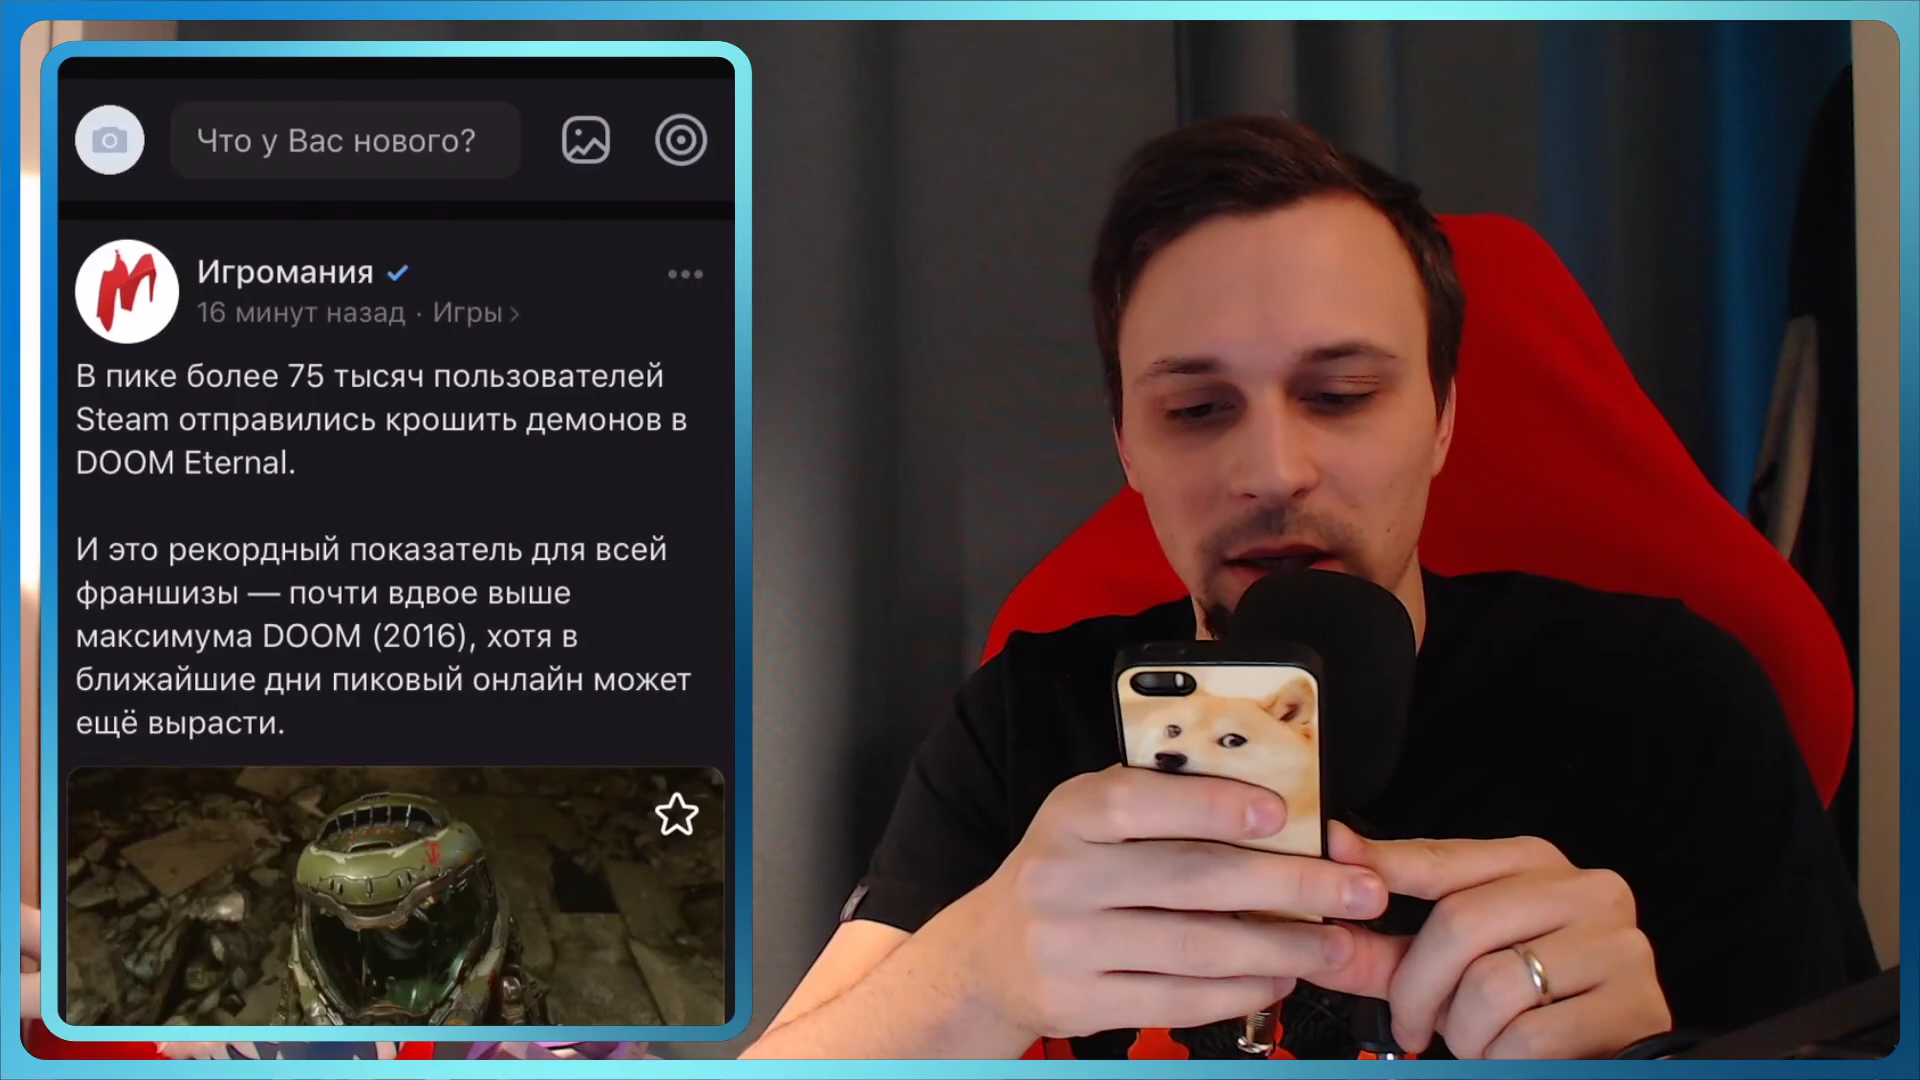 Что у Вас нового?
Игромания
16 минут назад · Игры
В пике более 75 тысяч пользователей
Steam отправились крошить демонов в
DOOM Eternal.
И это рекордный показатель для всей
франшизы — почти вдвое выше
максимума DOOM (2016), хотя в
ближайшие дни пиковый онлайн может
ещё вырасти.